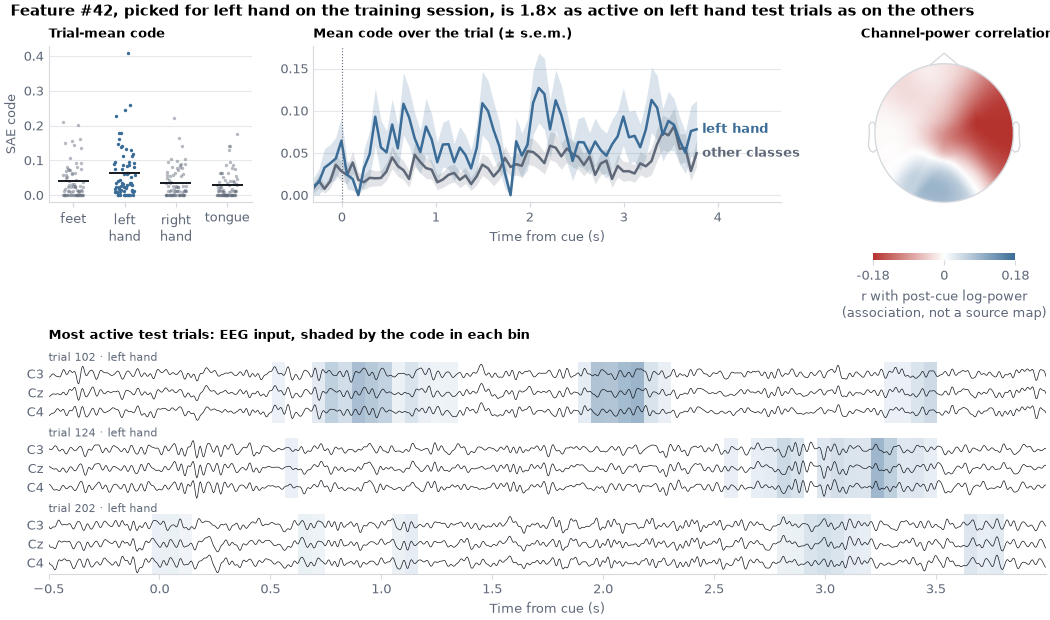 Feature #42, picked for left hand on the training session, is 1.8× as active on left hand test trials as on the others
Trial-mean code
Mean code over the trial (± s.e.m.)
Channel-power correlation
SAE code
0.4
0.3
0.2
0.1
0.0
feet
left
hand
right
hand
tongue
0.15
0.10
0.05
0.00
left hand
other classes
0
1
2
3
4
Time from cue (s)
-0.18
0
0.18
r with post-cue log-power
(association, not a source map)
Most active test trials: EEG input, shaded by the code in each bin
trial 102 · left hand
C3
Cz
C4
trial 124 · left hand
C3
Cz
C4
trial 202 · left hand
C3
Cz
C4
−0.5
0.0
0.5
1.0
1.5
2.0
2.5
3.0
3.5
Time from cue (s)